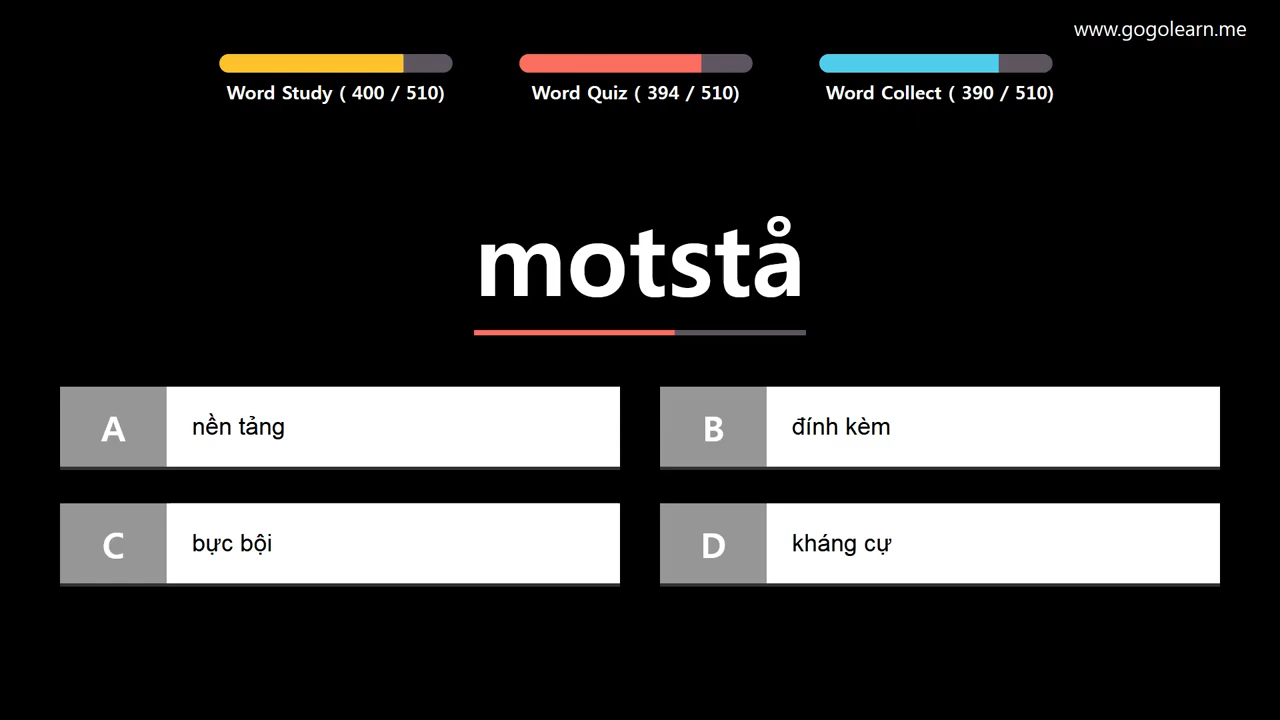 www.gogolearn.me
Word Study ( 400 / 510)
Word Quiz ( 394 / 510)
Word Collect ( 390 / 510)
motstå
A
nền tảng
B
đính kèm
C
bực bội
D
kháng cự